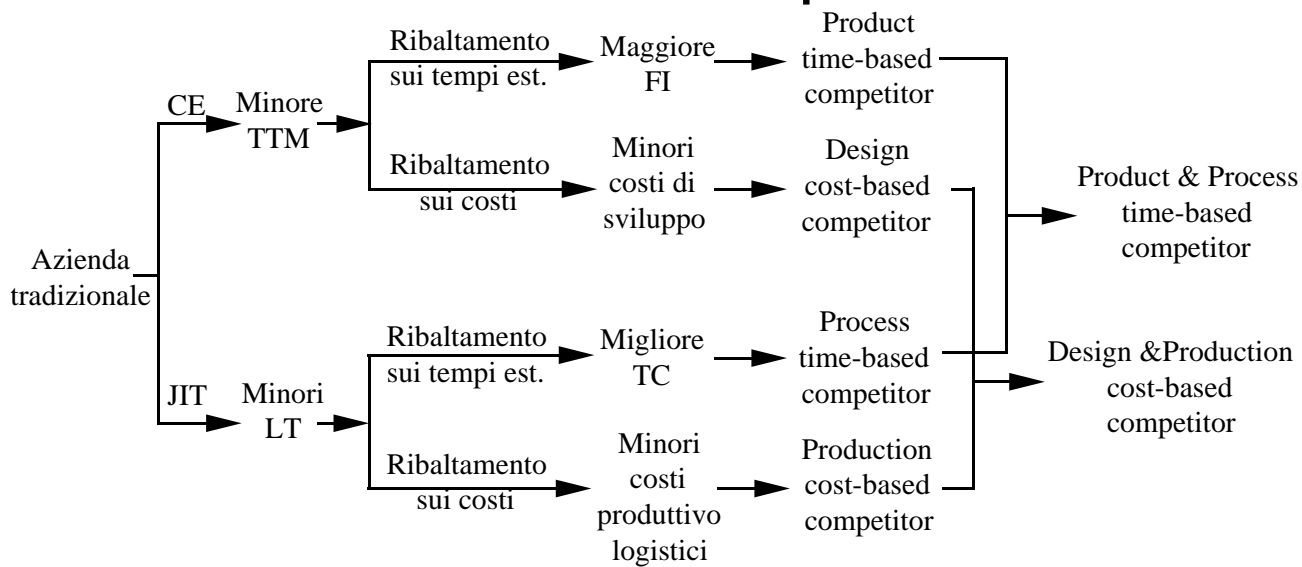 Ribaltamento
sui tempi est.
Maggiore
FI
Product
time-based
competitor
CE
Minore
TTM
Ribaltamento
sui costi
Minori
costi di
sviluppo
Design
cost-based
competitor
Product & Process
time-based
competitor
Azienda
tradizionale
Ribaltamento
sui tempi est.
Migliore
TC
Process
time-based
competitor
Design &Production
cost-based
competitor
JIT
Minori
LT
Ribaltamento
sui costi
Minori
costi
produttivo
logistici
Production
cost-based
competitor